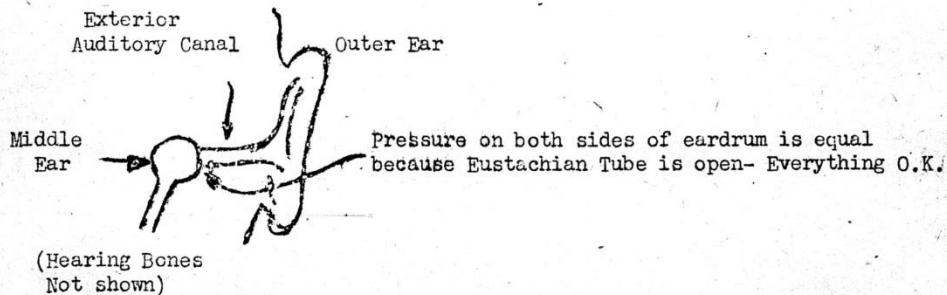 Exterior
Auditory Canal
Outer Ear
Middle
Ear
Pressure on both sides of eardrum is equal
because Eustachian Tube is open- Everything O.K.
(Hearing Bones
Not shown)